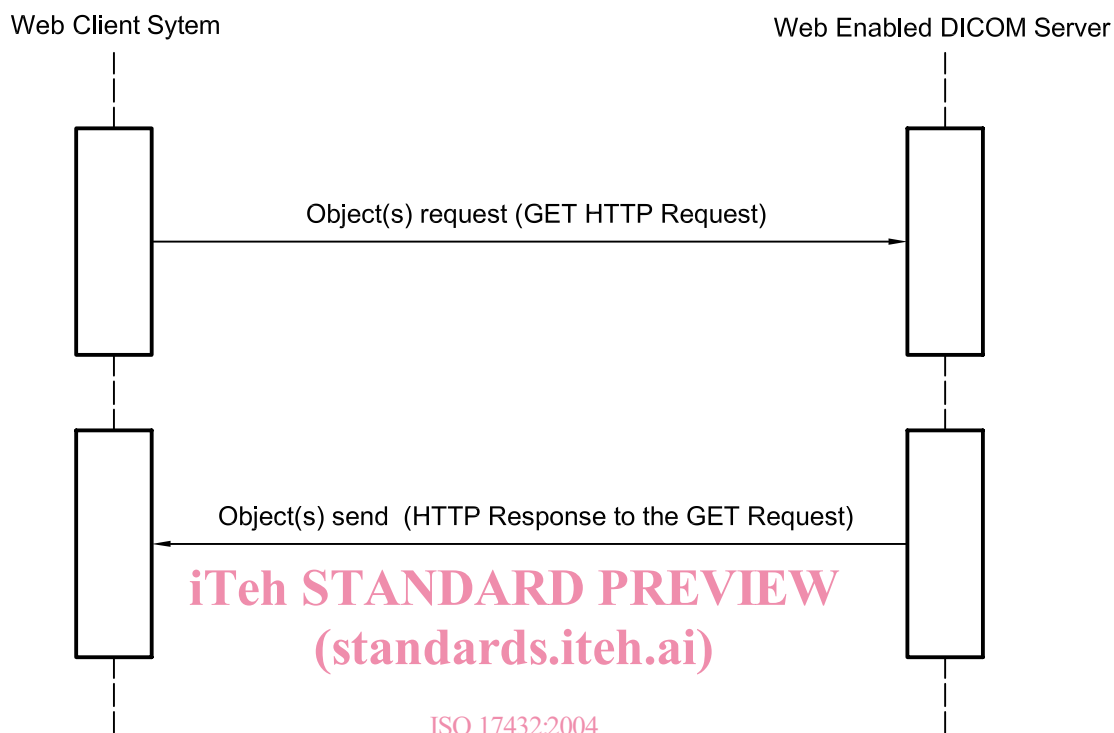 Web Client Sytem
Web Enabled DICOM Server
Object(s) request (GET HTTP Request)
Object(s) send (HTTP Response to the GET Request)
iTeh STANDARD PREVIEW
(standards.iteh.ai)
ISO 17432:2004